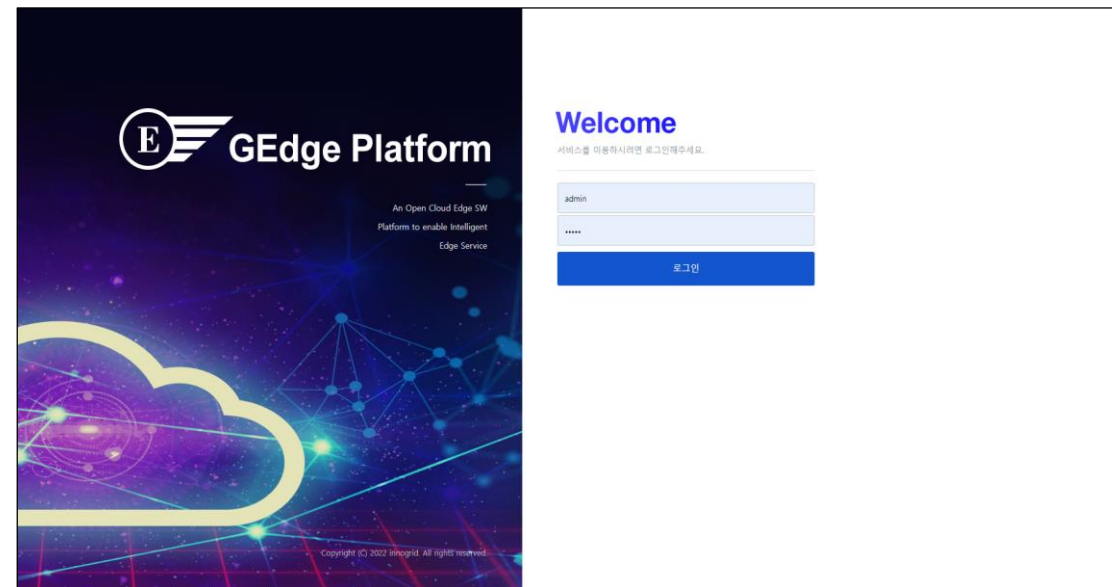 E
GEdge Platform
An Open Cloud Edge SW
Platform to enable Intelligent
Edge Service
Copyright (C) 2022 innogrid. All rights reserved.
Welcome
서비스를 이용하시려면 로그인해주세요.
admin
•••••
로그인